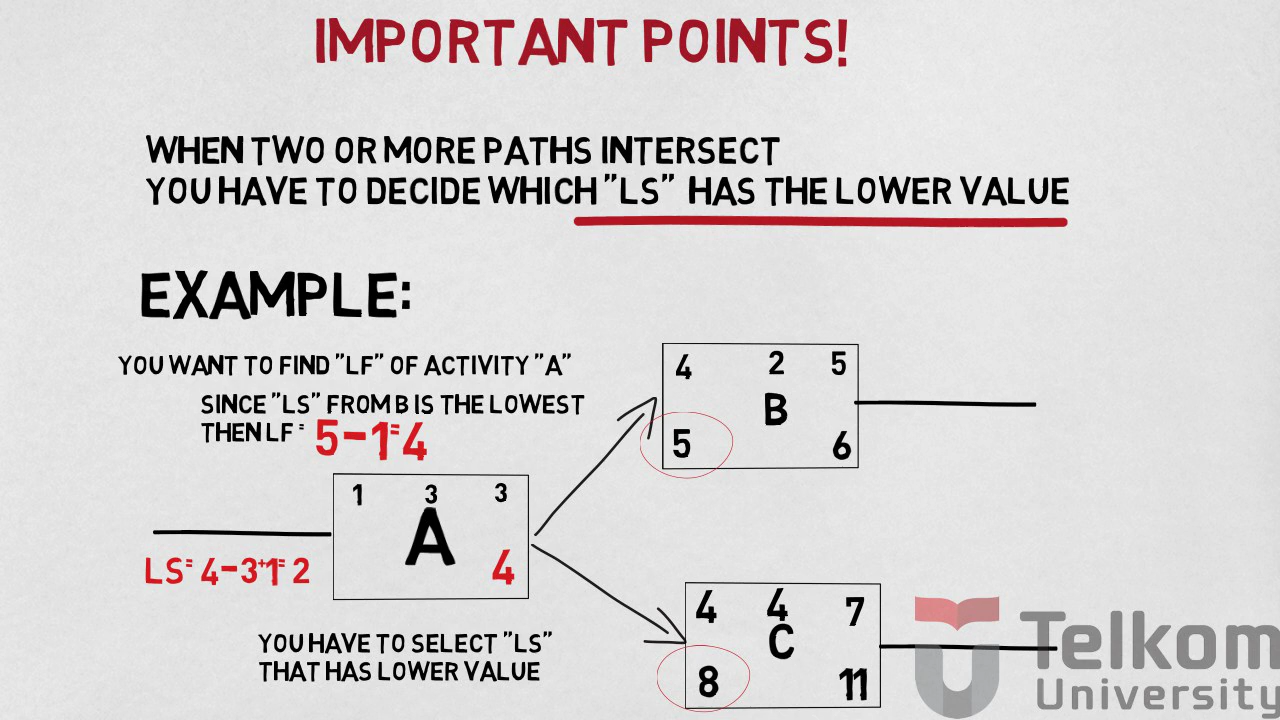 IMPORTANT POINTS!
WHEN TWO OR MORE PATHS INTERSECT
YOU HAVE TO DECIDE WHICH "LS" HAS THE LOWER VALUE
EXAMPLE:
YOU WANT TO FIND "LF" OF ACTIVITY "A"
SINCE "LS" FROM B IS THE LOWEST
THEN LF = 5-1=4
4 2 5
B
5 6
1 3 3
A
4
LS= 4-3+1= 2
4 4 7
C
8 11
YOU HAVE TO SELECT "LS"
THAT HAS LOWER VALUE
Telkom
University